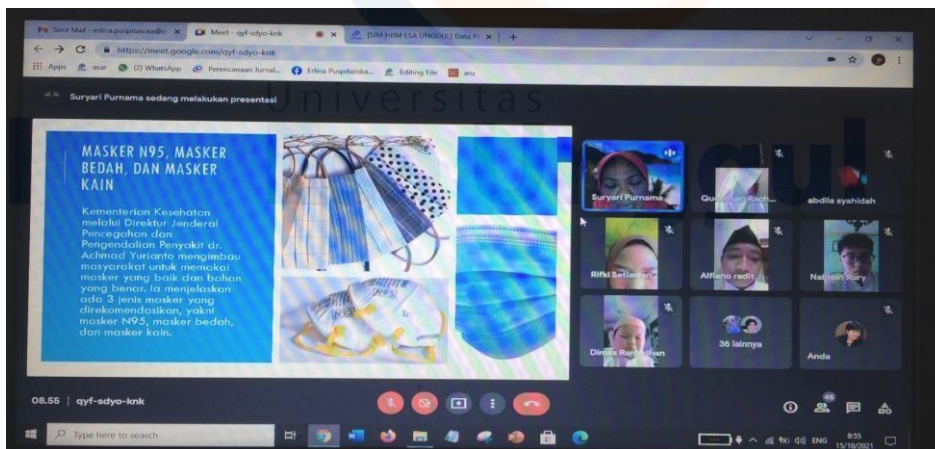 Sent Mail - erlina.puspitaloka@e
Meet - qyf-sdyo-knk
[SIM HRM ESA UNGGUL] Data Pe
https://meet.google.com/qyf-sdyo-knk
Apps
asar
(2) WhatsApp
Perencanaan Jurnal...
Erlina Puspitaloka...
Editing File
aru
Suryari Purnama sedang melakukan presentasi
Universitas
MASKER N95, MASKER
BEDAH, DAN MASKER
KAIN
Kementerian Kesehatan
melalui Direktur Jenderal
Pencegahan dan
Pengendalian Penyakit dr.
Achmad Yurianto mengimbau
masyarakat untuk memakai
masker yang baik dan bahan
yang benar. Ia menjelaskan
ada 3 jenis masker yang
direkomendasikan, yakni
masker N95, masker bedah,
dan masker kain.
Suryari Purnama
abdila syahidah
Rifki Setiawan
Alfiano radit
Dimas Ramadhan
36 lainnya
Anda
08.55 | qyf-sdyo-knk
46
Type here to search
ENG
8:55
15/10/2021